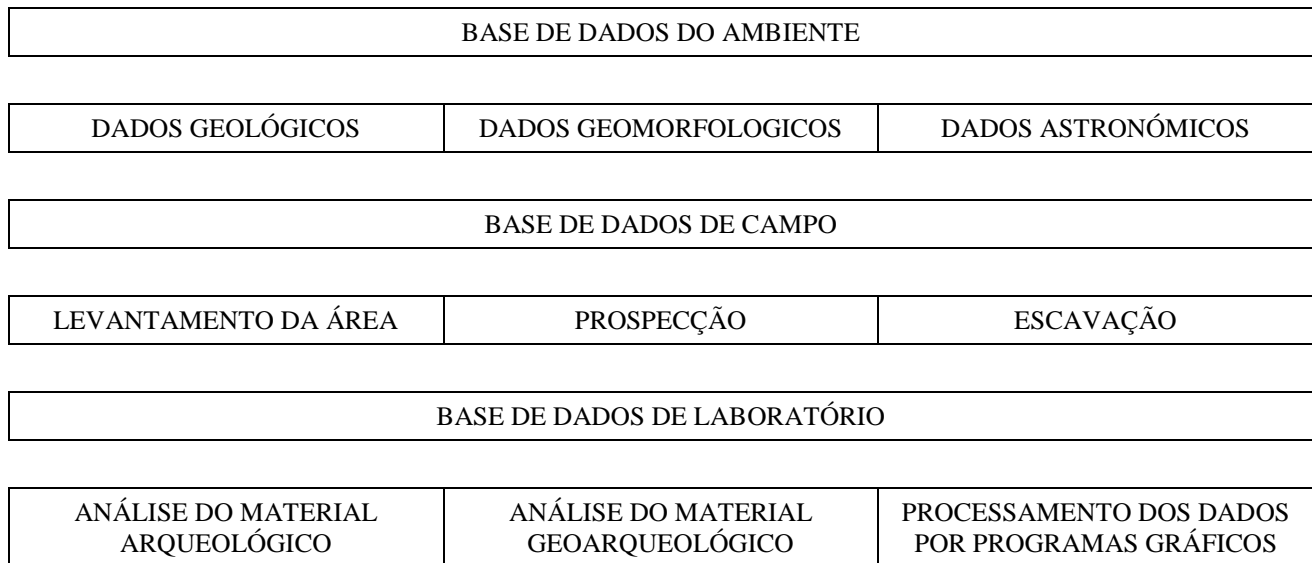 BASE DE DADOS DO AMBIENTE
DADOS GEOLÓGICOS
DADOS GEOMORFOLOGICOS
DADOS ASTRONÓMICOS
BASE DE DADOS DE CAMPO
LEVANTAMENTO DA ÁREA
PROSPECÇÃO
ESCAVAÇÃO
BASE DE DADOS DE LABORATÓRIO
ANÁLISE DO MATERIAL
ARQUEOLÓGICO
ANÁLISE DO MATERIAL
GEOARQUEOLÓGICO
PROCESSAMENTO DOS DADOS
POR PROGRAMAS GRÁFICOS